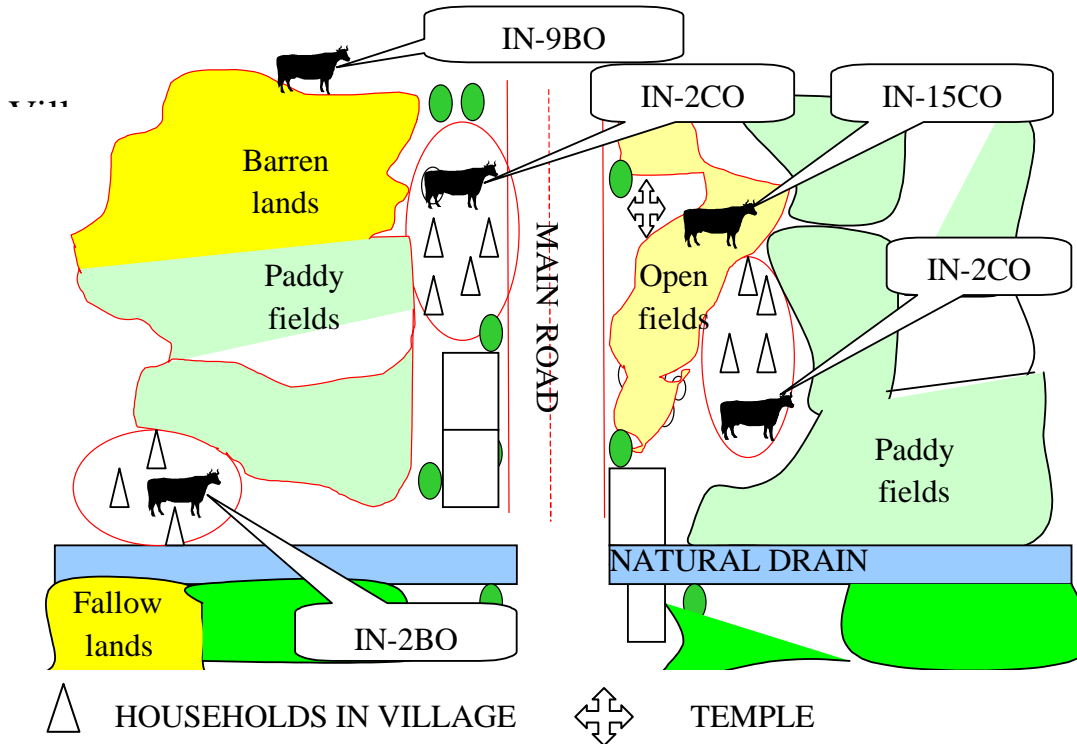 IN-9BO
IN-2CO
IN-15CO
Barren
lands
MAIN ROAD
IN-2CO
Paddy
fields
Open
fields
Paddy
fields
NATURAL DRAIN
Fallow
lands
IN-2BO
HOUSEHOLDS IN VILLAGE
TEMPLE